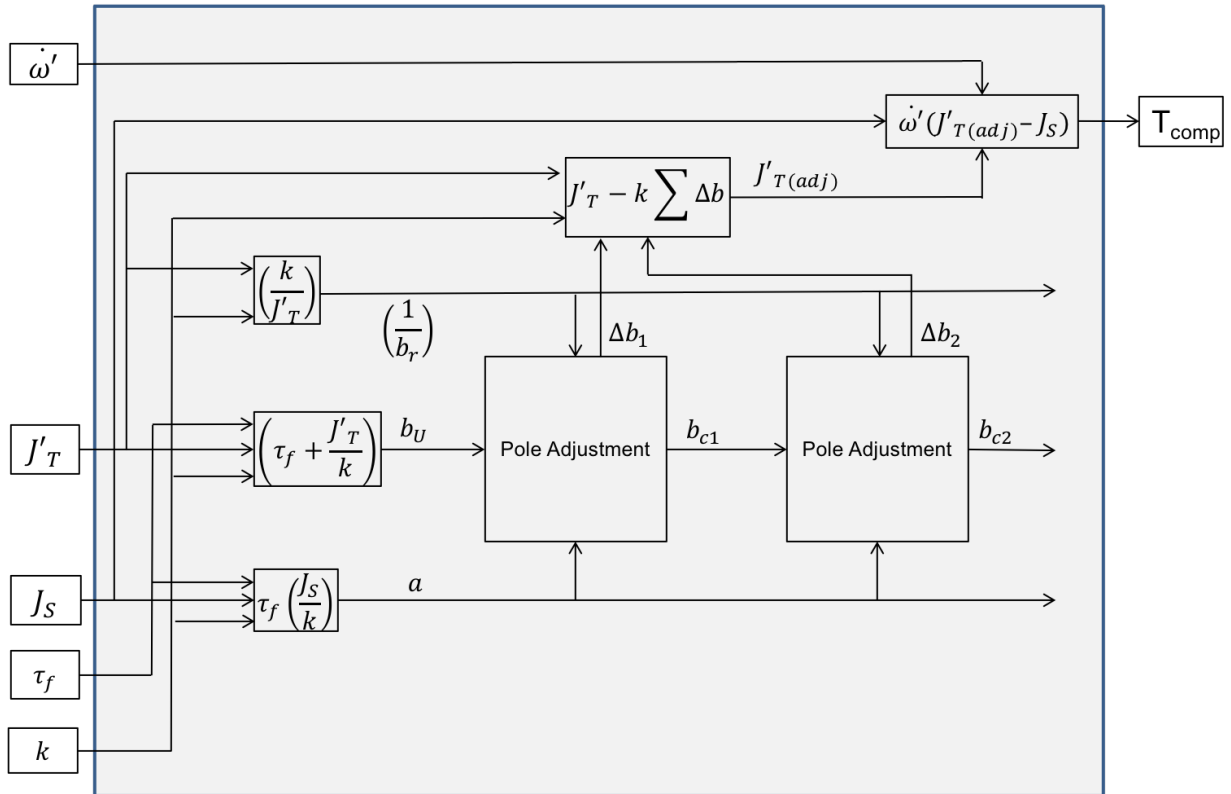 ω̇′
ω̇′(J′T(adj)–JS)
Tcomp
J′T − k ∑ Δb
J′T(adj)
(k/J′T)
(1/br)
Δb1
Δb2
J′T
(τf + J′T/k)
bU
Pole Adjustment
bc1
Pole Adjustment
bc2
JS
τf(JS/k)
a
τf
k